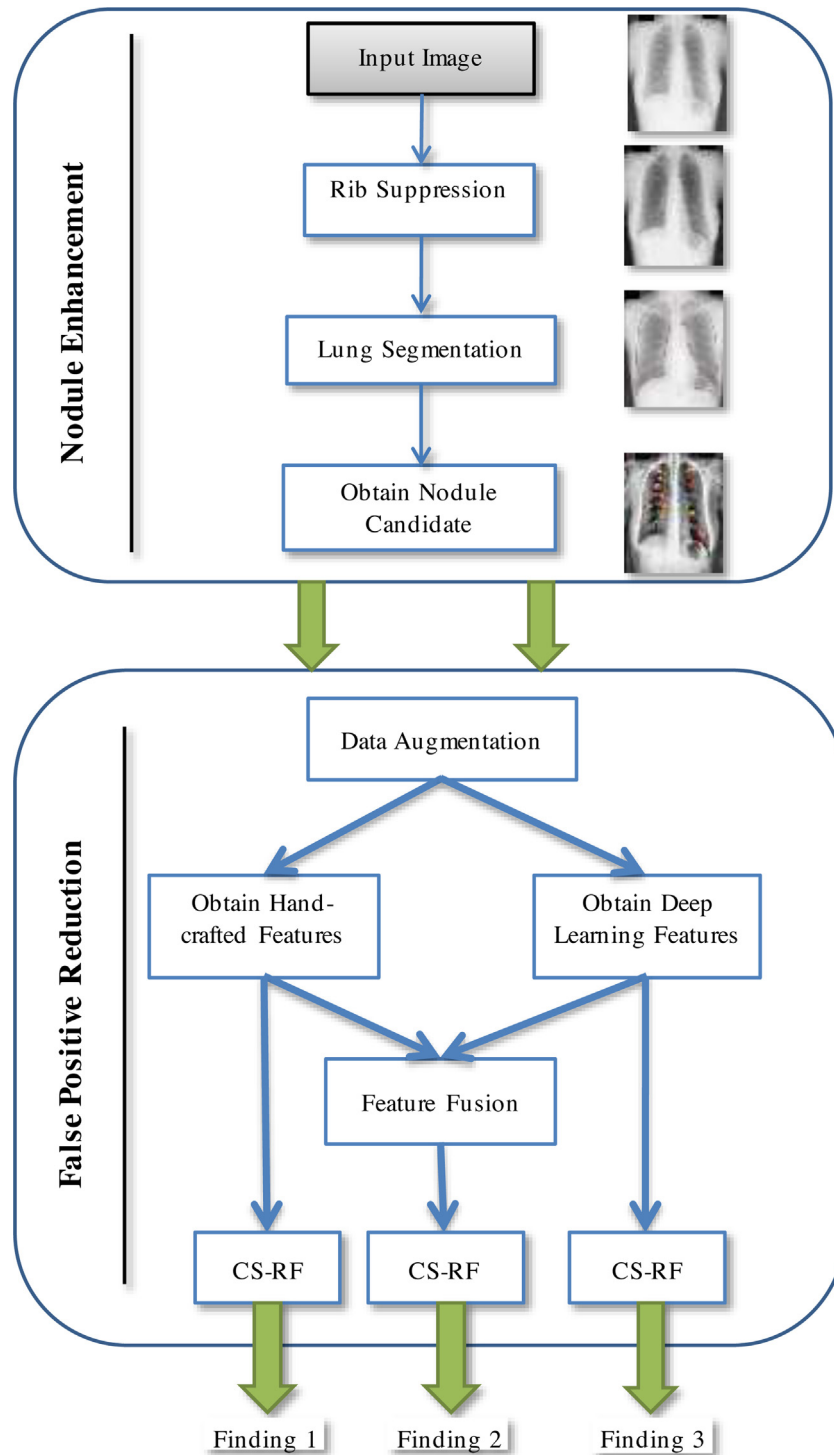 Nodule Enhancement
Input Image
Rib Suppression
Lung Segmentation
Obtain Nodule
Candidate
False Positive Reduction
Data Augmentation
Obtain Hand-
crafted Features
Obtain Deep
Learning Features
Feature Fusion
CS-RF
CS-RF
CS-RF
Finding 1
Finding 2
Finding 3